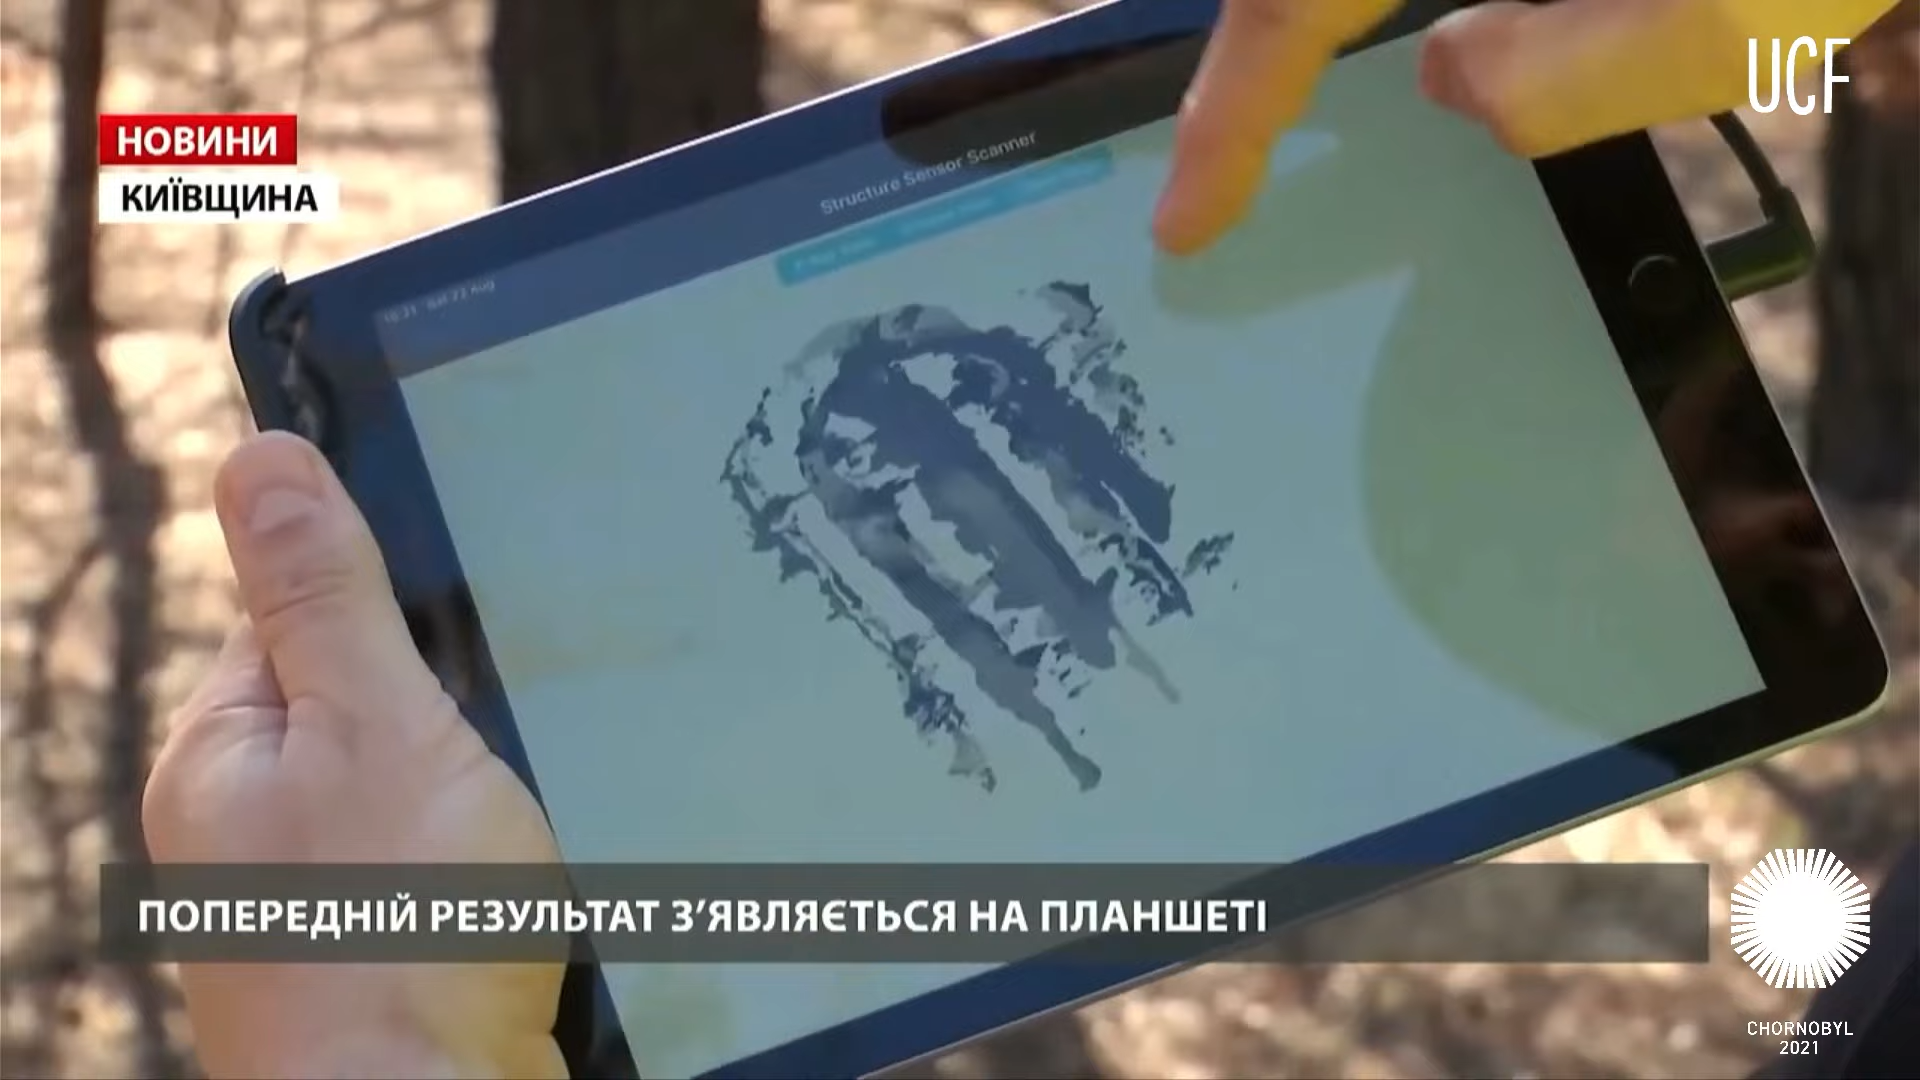 UCF
НОВИНИ
КИЇВЩИНА
Structure Sensor Scanner
ПОПЕРЕДНІЙ РЕЗУЛЬТАТ З’ЯВЛЯЄТЬСЯ НА ПЛАНШЕТІ
CHORNOBYL
2021